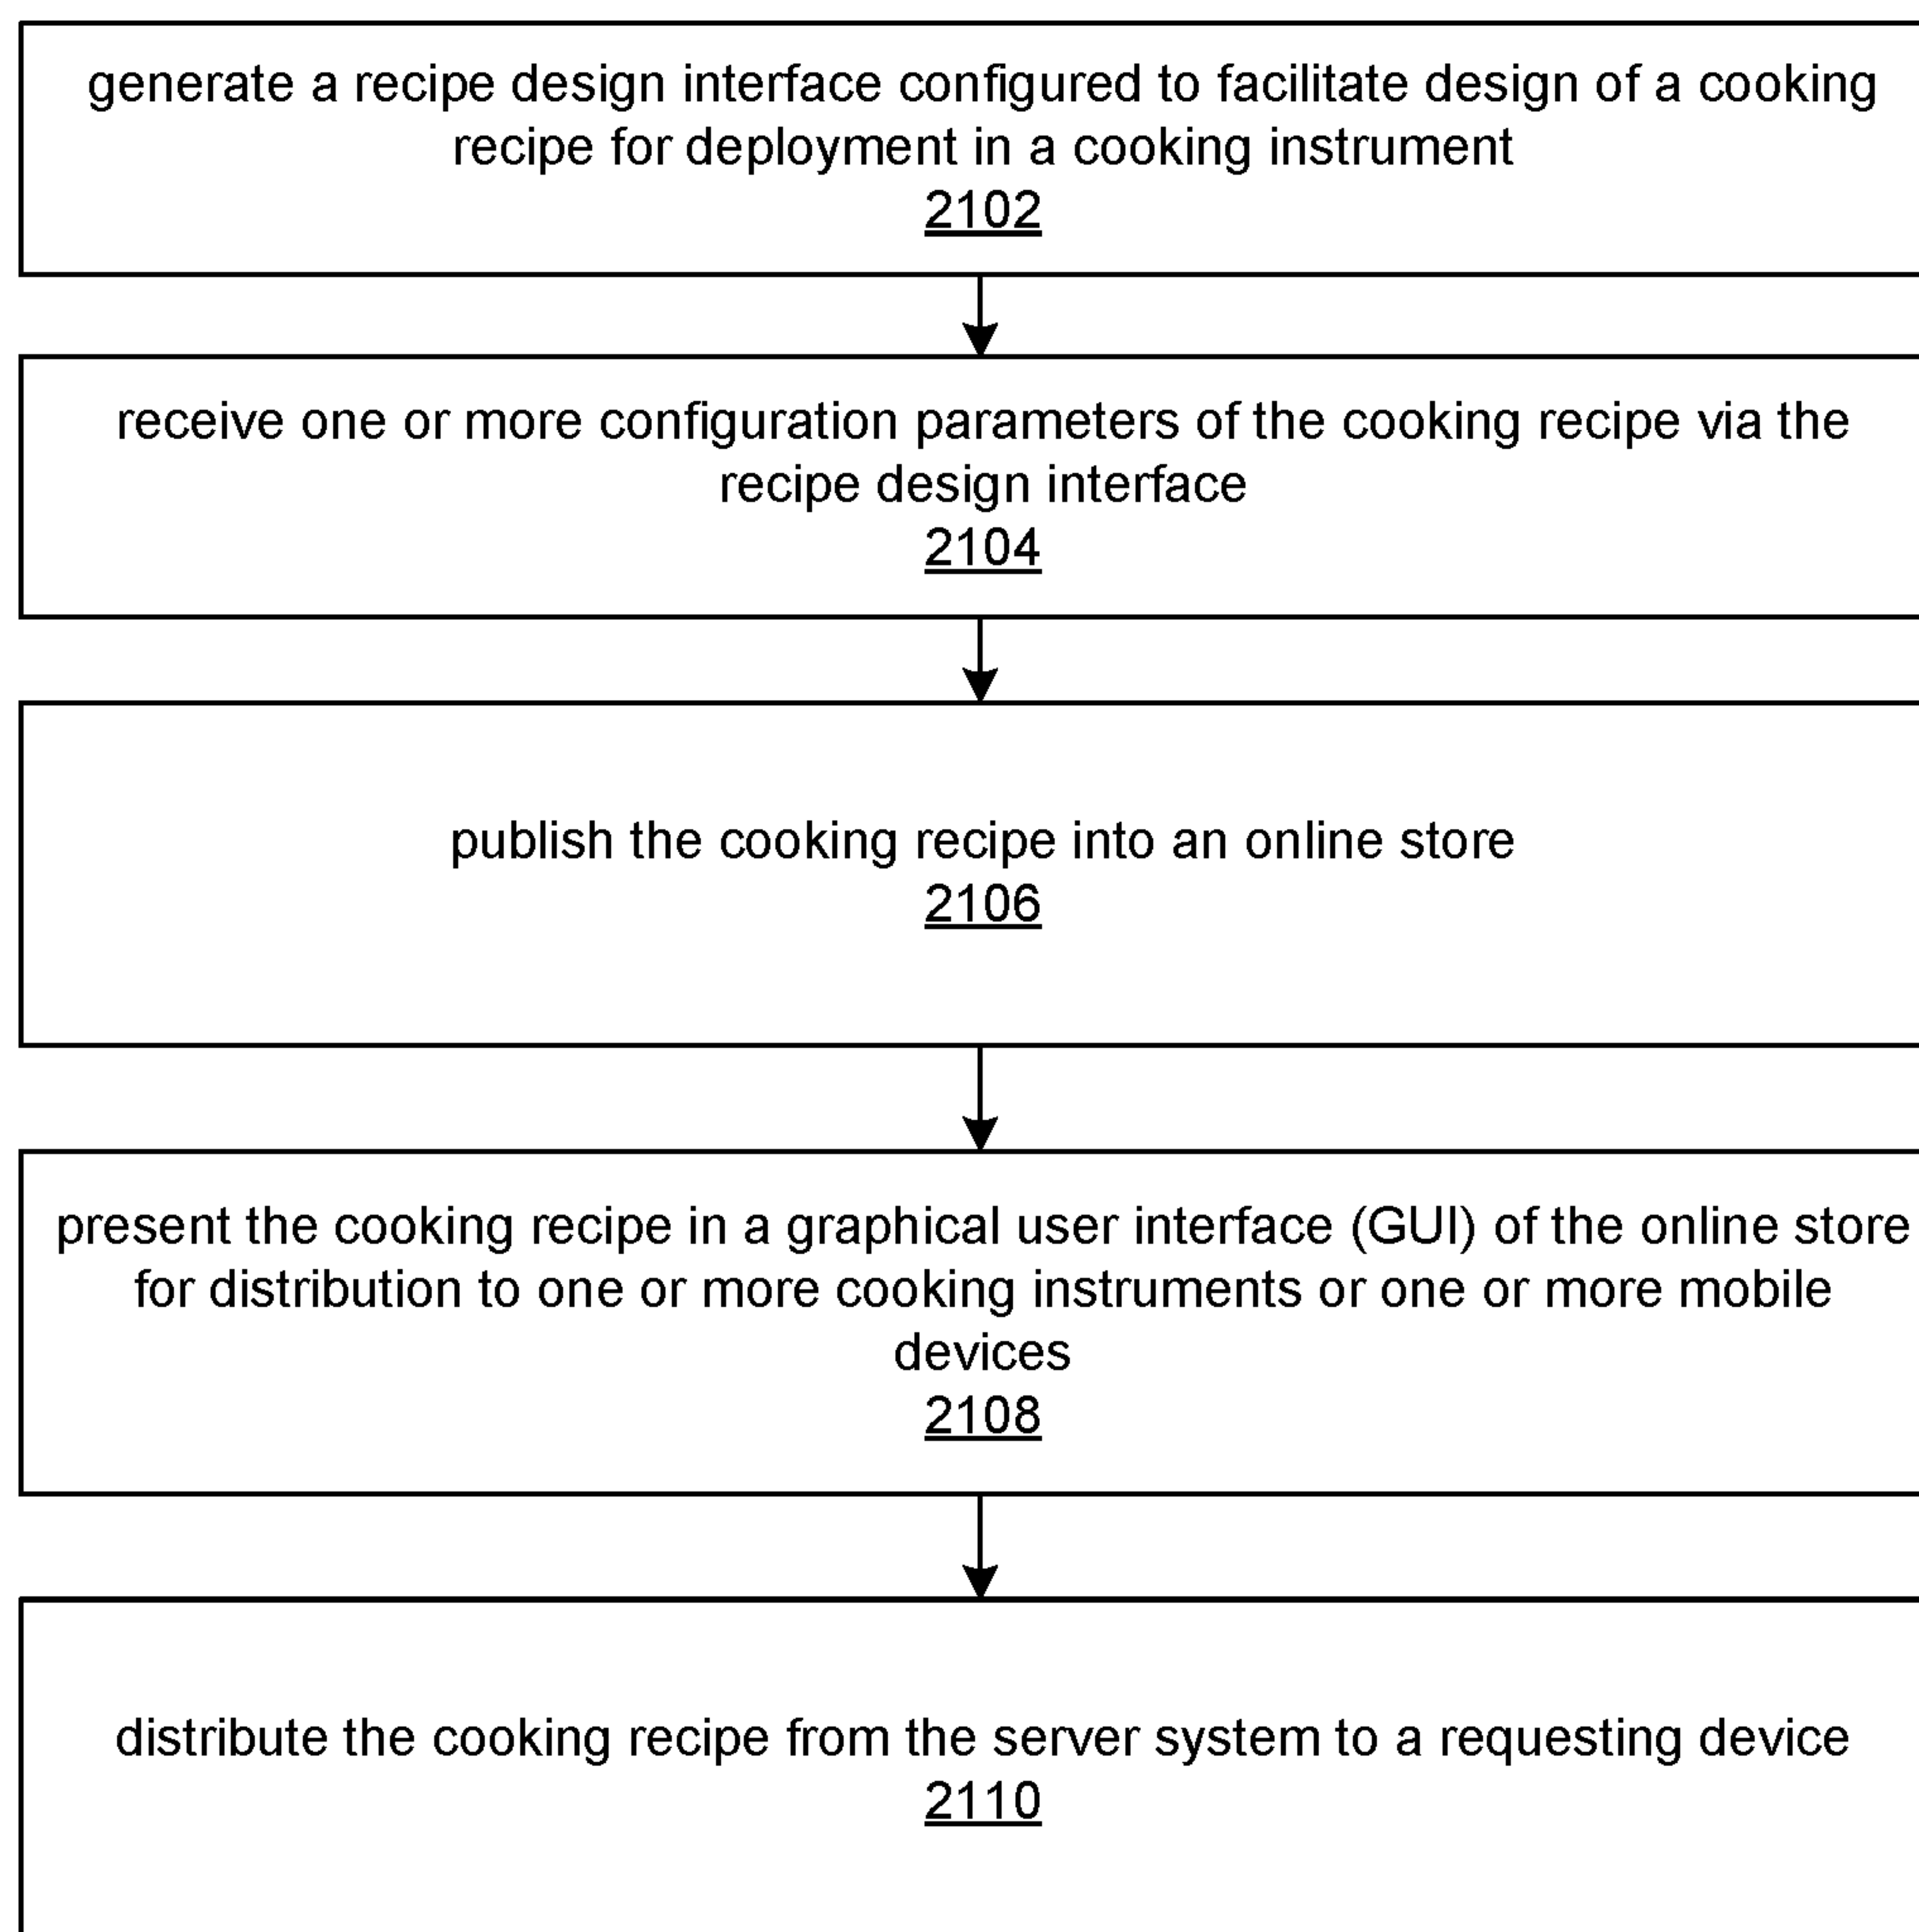 generate a recipe design interface configured to facilitate design of a cooking
recipe for deployment in a cooking instrument
2102
receive one or more configuration parameters of the cooking recipe via the
recipe design interface
2104
publish the cooking recipe into an online store
2106
present the cooking recipe in a graphical user interface (GUI) of the online store
for distribution to one or more cooking instruments or one or more mobile
devices
2108
distribute the cooking recipe from the server system to a requesting device
2110